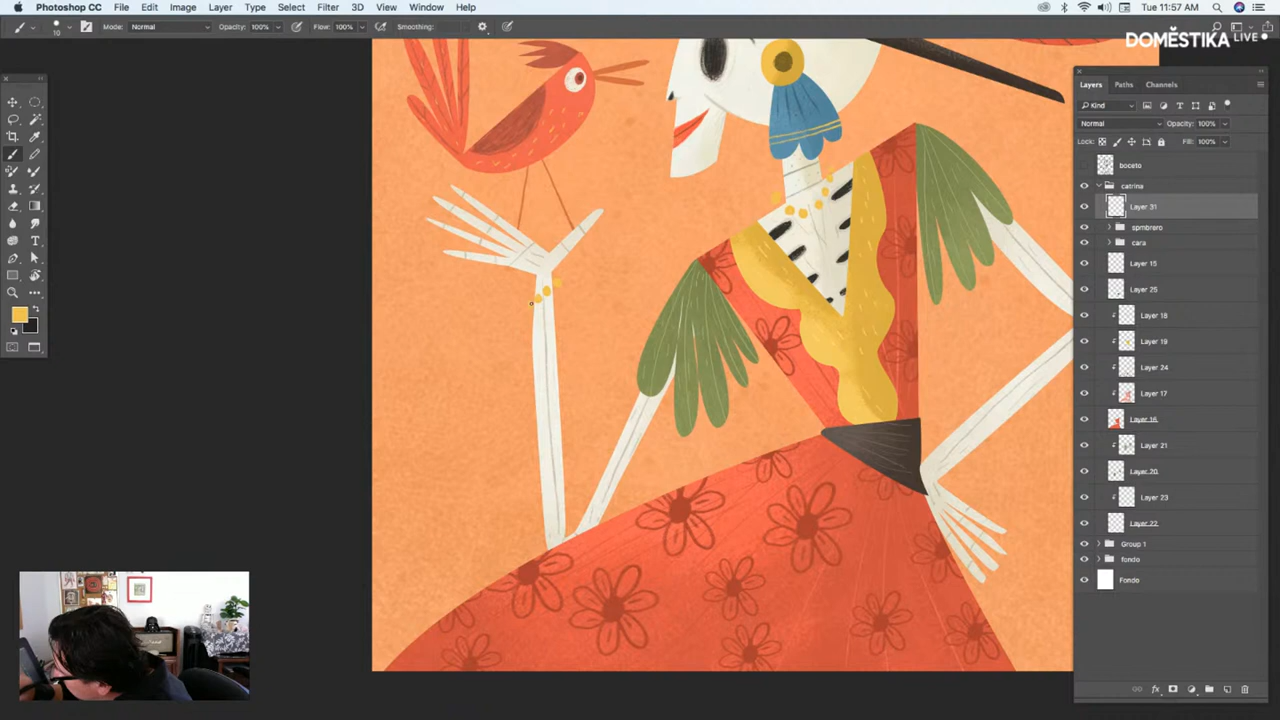 Photoshop CC File Edit Image Layer Type Select Filter 3D View Window Help Tue 11:57 AM
10 Mode: Normal Opacity: 100% Flow: 100% Smoothing:
DOMESTIKA LIVE
Layers Paths Channels
Kind
Normal Opacity: 100%
Lock: Fill: 100%
boceto
catrina
Layer 31
spmbrero
cara
Layer 15
Layer 25
Layer 18
Layer 19
Layer 24
Layer 17
Layer 16
Layer 21
Layer 20
Layer 23
Layer 22
Group 1
fondo
Fondo
fx